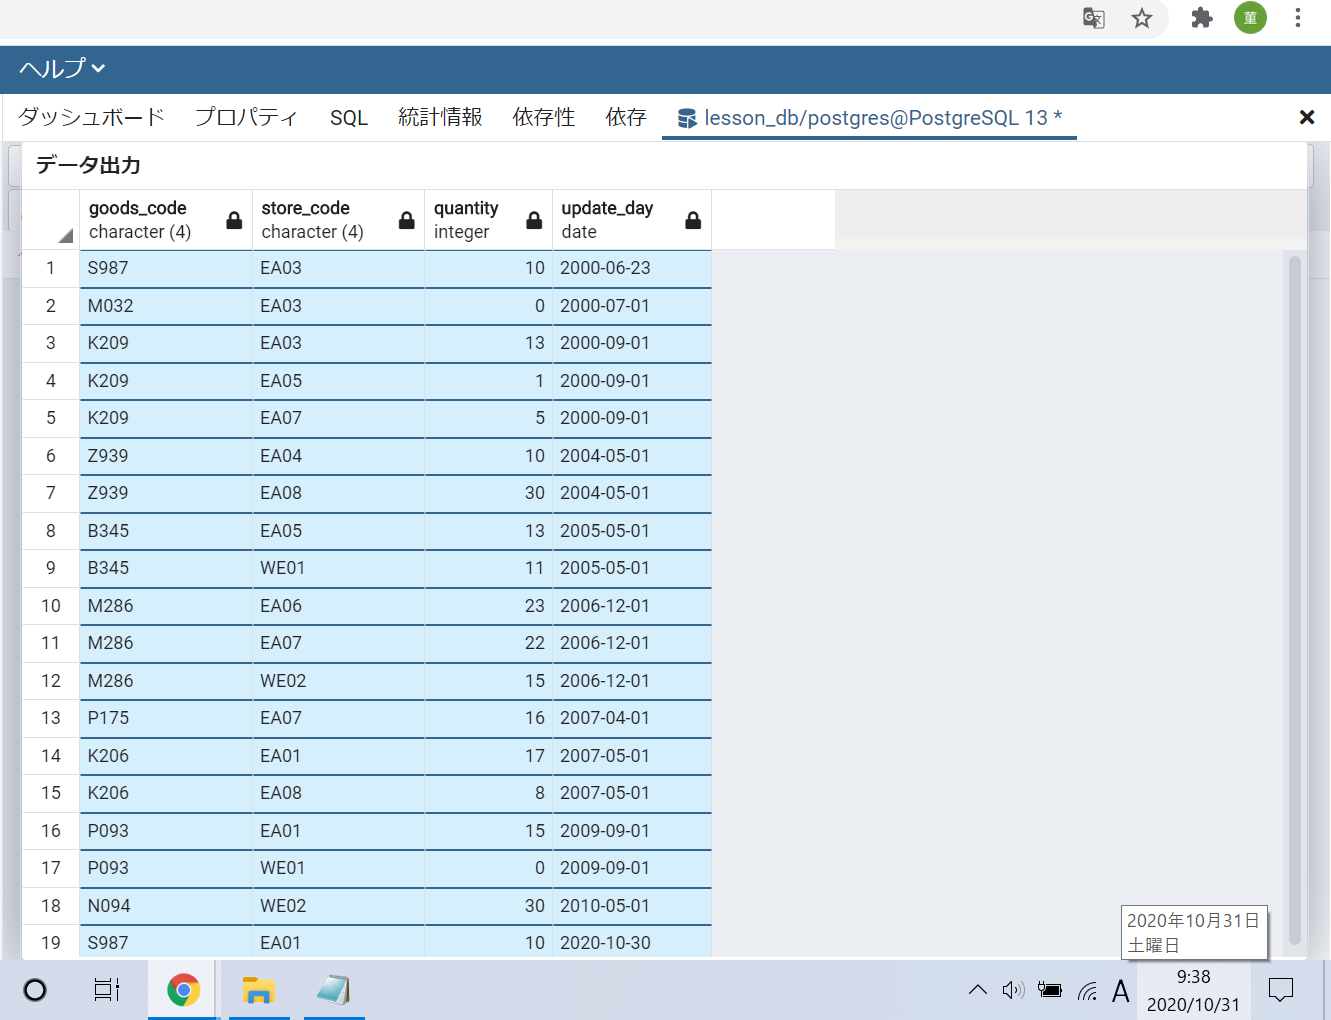 菫
ヘルプ
ダッシュボード プロパティ SQL 統計情報 依存性 依存 lesson_db/postgres@PostgreSQL 13 *
データ出力
goods_code store_code quantity update_day
character (4) character (4) integer date
1 S987 EA03 10 2000-06-23
2 M032 EA03 0 2000-07-01
3 K209 EA03 13 2000-09-01
4 K209 EA05 1 2000-09-01
5 K209 EA07 5 2000-09-01
6 Z939 EA04 10 2004-05-01
7 Z939 EA08 30 2004-05-01
8 B345 EA05 13 2005-05-01
9 B345 WE01 11 2005-05-01
10 M286 EA06 23 2006-12-01
11 M286 EA07 22 2006-12-01
12 M286 WE02 15 2006-12-01
13 P175 EA07 16 2007-04-01
14 K206 EA01 17 2007-05-01
15 K206 EA08 8 2007-05-01
16 P093 EA01 15 2009-09-01
17 P093 WE01 0 2009-09-01
18 N094 WE02 30 2010-05-01
19 S987 EA01 10 2020-10-30
2020年10月31日
土曜日
A
9:38
2020/10/31